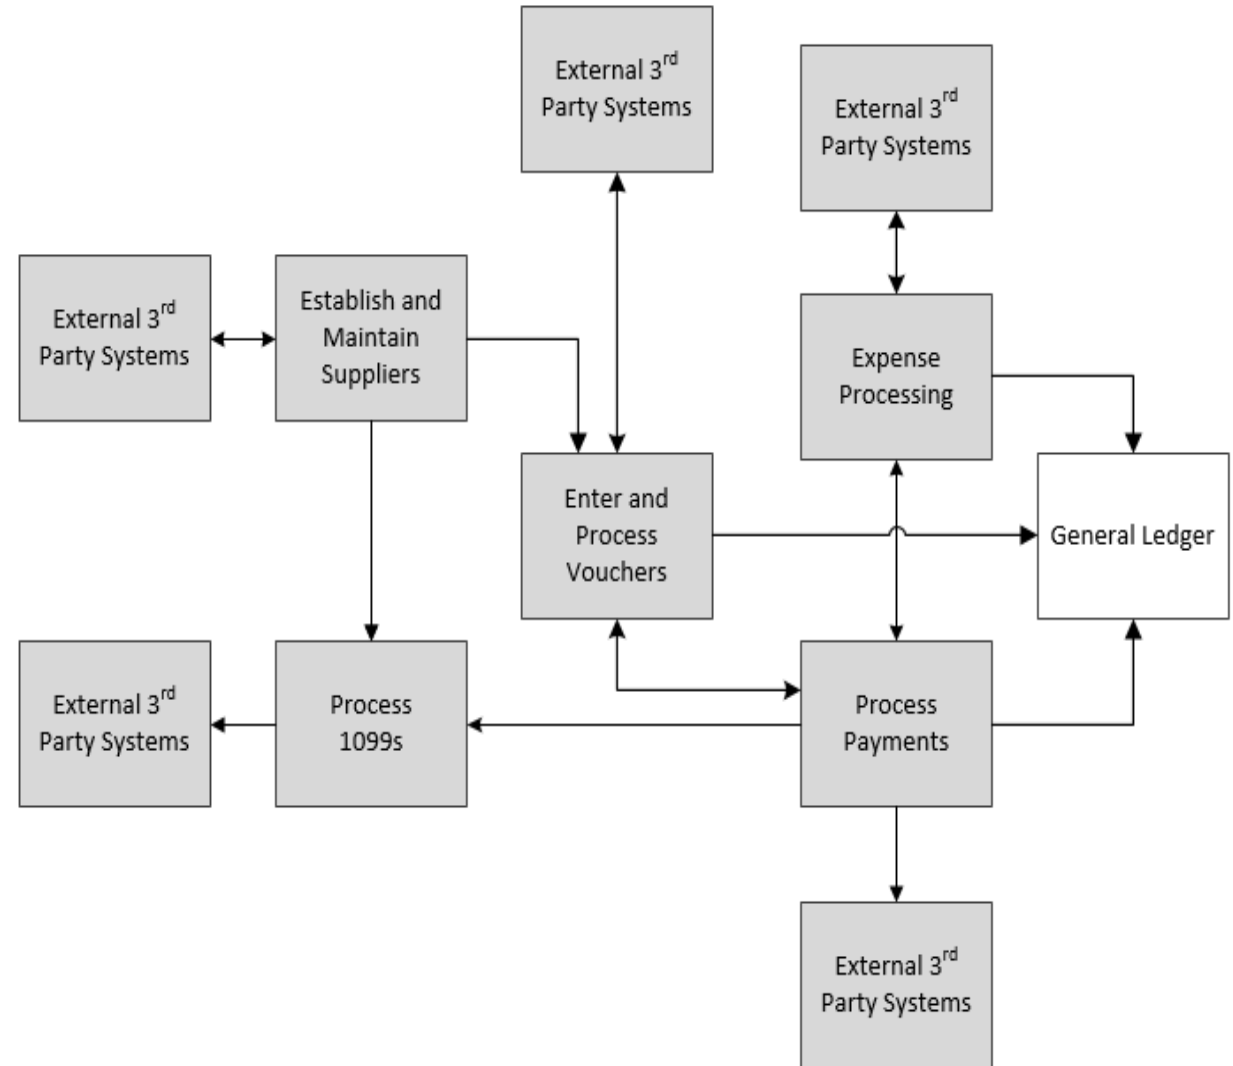 External 3rd
Party Systems
External 3rd
Party Systems
External 3rd
Party Systems
Establish and
Maintain
Suppliers
Expense
Processing
Enter and
Process
Vouchers
General Ledger
External 3rd
Party Systems
Process
1099s
Process
Payments
External 3rd
Party Systems